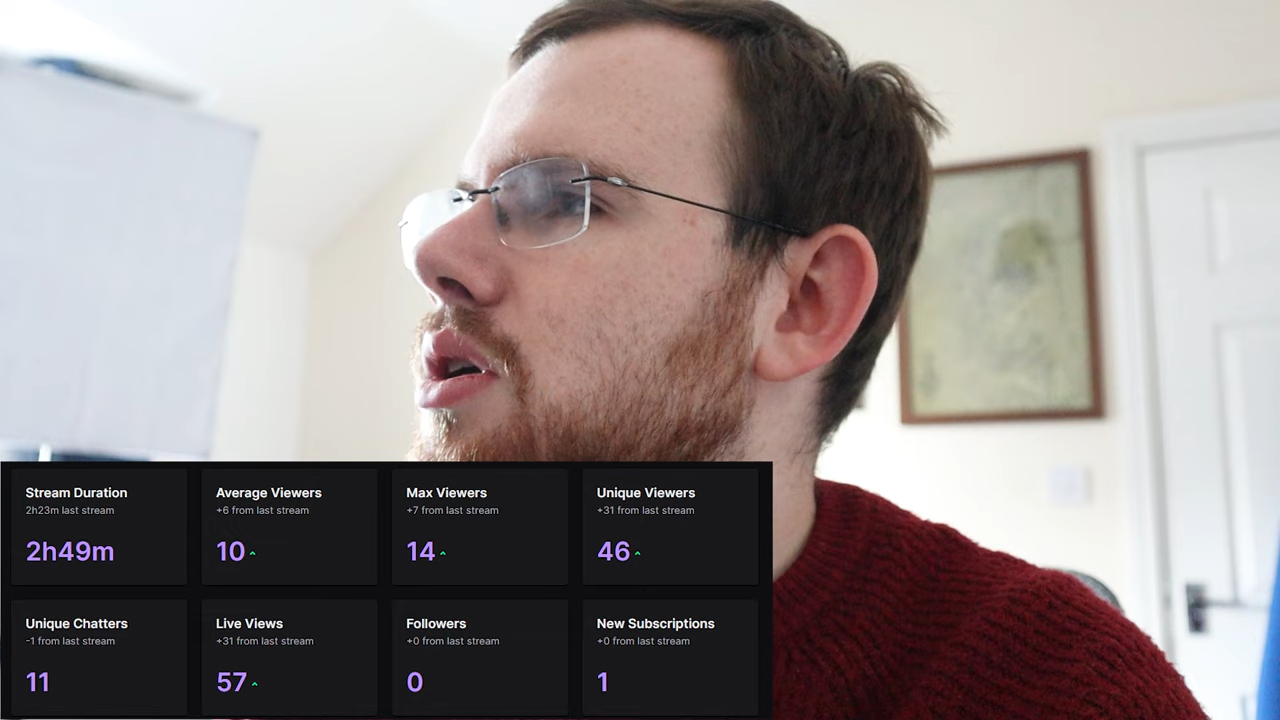 Stream Duration
2h23m last stream
2h49m
Average Viewers
+6 from last stream
10
Max Viewers
+7 from last stream
14
Unique Viewers
+31 from last stream
46
Unique Chatters
-1 from last stream
11
Live Views
+31 from last stream
57
Followers
+0 from last stream
0
New Subscriptions
+0 from last stream
1